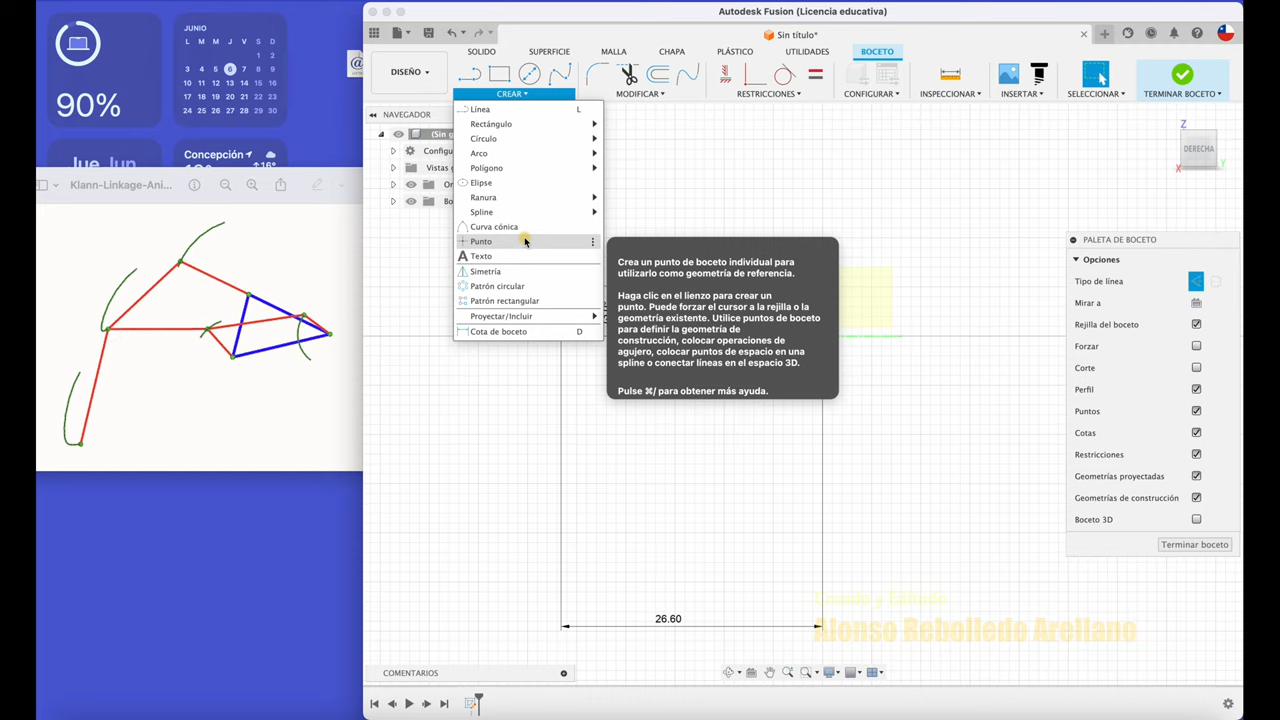 Autodesk Fusion (Licencia educativa)
Sin título*
SOLIDO SUPERFICIE MALLA CHAPA PLÁSTICO UTILIDADES BOCETO
DISEÑO
CREAR MODIFICAR RESTRICCIONES CONFIGURAR INSPECCIONAR INSERTAR SELECCIONAR TERMINAR BOCETO
JUNIO
L M M J V S D
1 2
3 4 5 6 7 8 9
10 11 12 13 14 15 16
17 18 19 20 21 22 23
24 25 26 27 28 29 30
90%
Jue Jun
Concepción
↑16°
Klann-Linkage-Ani...
NAVEGADOR
Línea L
Rectángulo
Círculo
Arco
Polígono
Elipse
Ranura
Spline
Curva cónica
Punto
Texto
Simetría
Patrón circular
Patrón rectangular
Proyectar/Incluir
Cota de boceto D
Crea un punto de boceto individual para
utilizarlo como geometría de referencia.
Haga clic en el lienzo para crear un
punto. Puede forzar el cursor a la rejilla o la
geometría existente. Utilice puntos de boceto
para definir la geometría de
construcción, colocar operaciones de
agujero, colocar puntos de espacio en una
spline o conectar líneas en el espacio 3D.
Pulse ⌘/ para obtener más ayuda.
Z
DERECHA
X Y
PALETA DE BOCETO
Opciones
Tipo de línea
Mirar a
Rejilla del boceto
Forzar
Corte
Perfil
Puntos
Cotas
Restricciones
Geometrías proyectadas
Geometrías de construcción
Boceto 3D
Terminar boceto
26.60
Creado y Editado
Alonso Rebolledo Arellano
COMENTARIOS